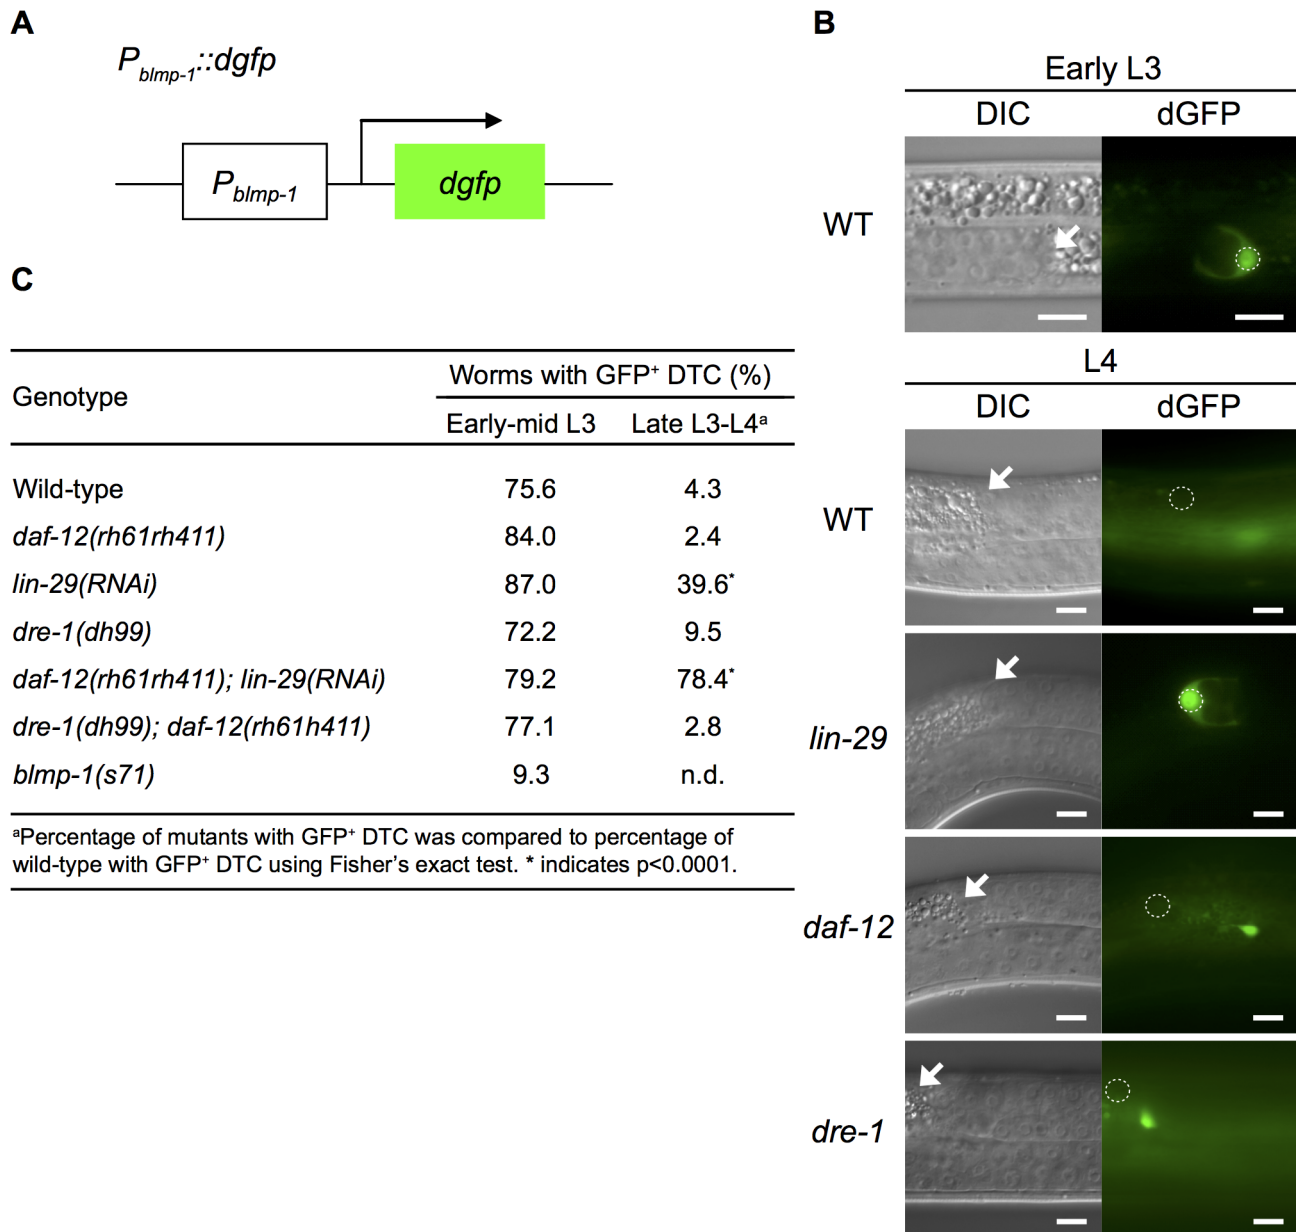 A
P blmp-1::dgfp
P blmp-1
dgfp
C
Genotype
Worms with GFP⁺ DTC (%)
Early-mid L3 Late L3-L4ᵃ
Wild-type 75.6 4.3
daf-12(rh61rh411) 84.0 2.4
lin-29(RNAi) 87.0 39.6*
dre-1(dh99) 72.2 9.5
daf-12(rh61rh411); lin-29(RNAi) 79.2 78.4*
dre-1(dh99); daf-12(rh61h411) 77.1 2.8
blmp-1(s71) 9.3 n.d.
ᵃPercentage of mutants with GFP⁺ DTC was compared to percentage of
wild-type with GFP⁺ DTC using Fisher’s exact test. * indicates p<0.0001.
B
Early L3
DIC dGFP
WT
L4
DIC dGFP
WT
lin-29
daf-12
dre-1